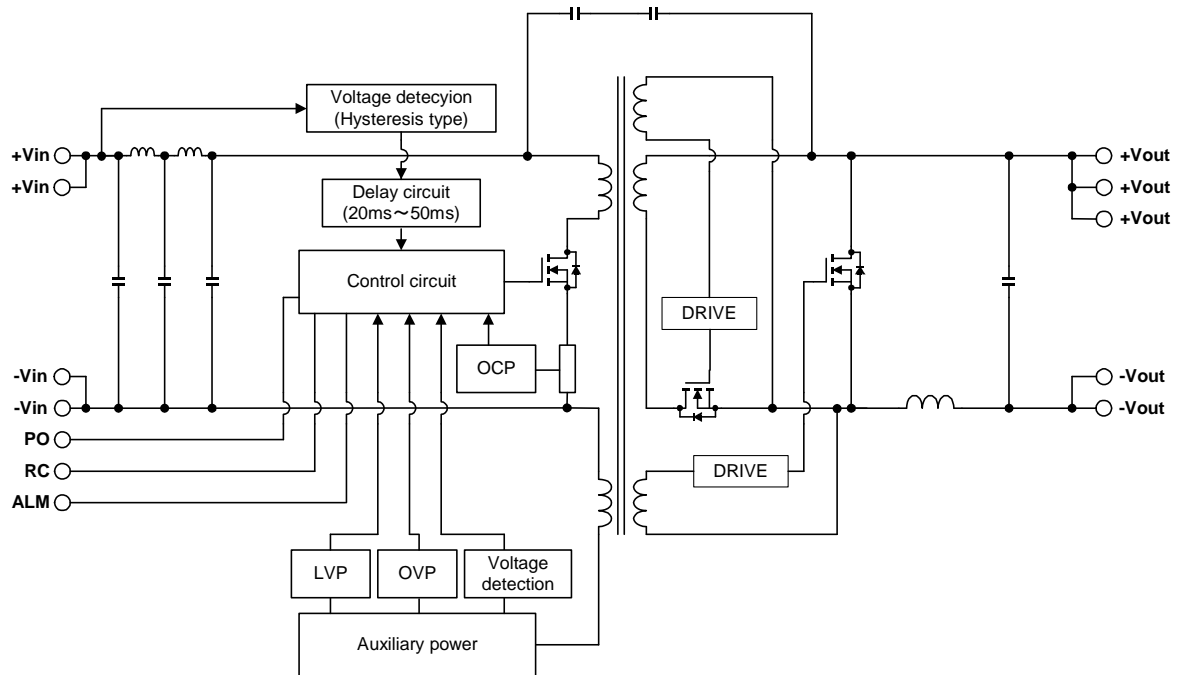 Voltage detecyion
(Hysteresis type)
+Vin
+Vin
Delay circuit
(20ms～50ms)
Control circuit
OCP
-Vin
-Vin
PO
RC
ALM
LVP
OVP
Voltage
detection
Auxiliary power
DRIVE
DRIVE
+Vout
+Vout
+Vout
-Vout
-Vout